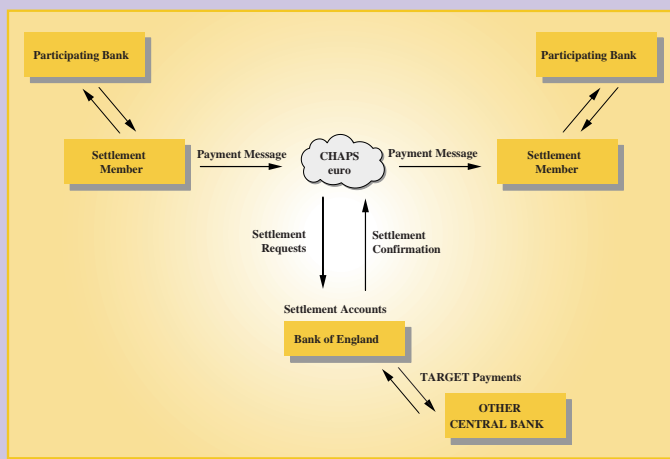 Participating Bank
Participating Bank
Settlement
Member
Payment Message
CHAPS
euro
Payment Message
Settlement
Member
Settlement
Requests
Settlement
Confirmation
Settlement Accounts
Bank of England
TARGET Payments
OTHER
CENTRAL BANK